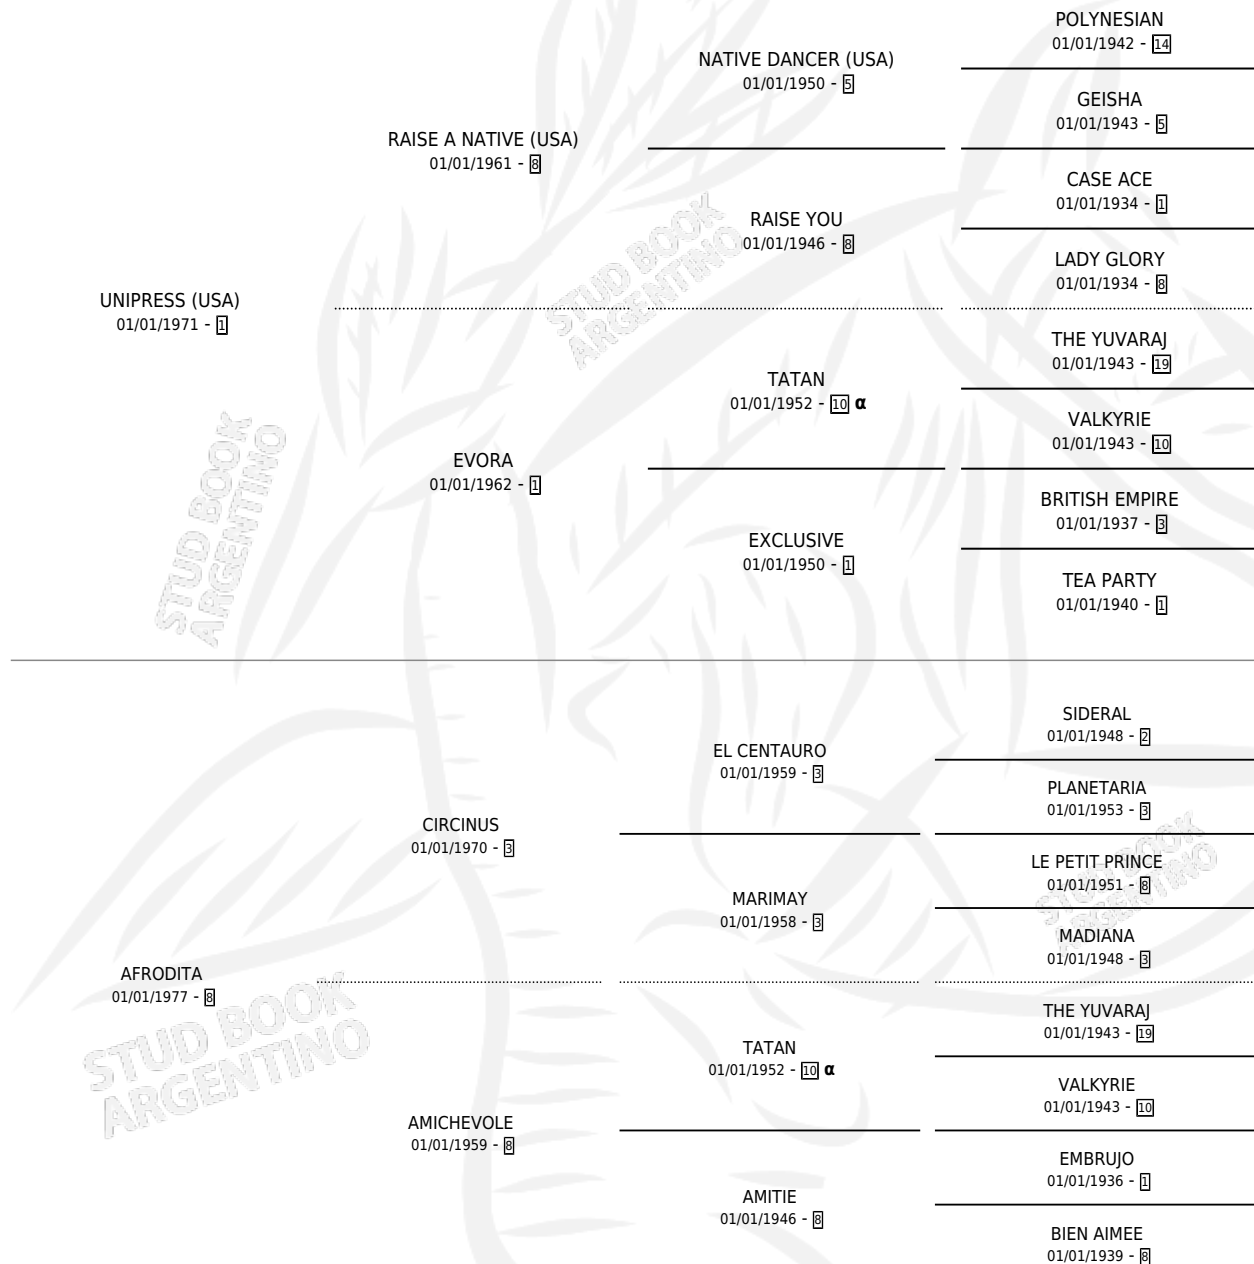 POLYNESIAN
01/01/1942 - 14
NATIVE DANCER (USA)
01/01/1950 - 5
GEISHA
01/01/1943 - 5
RAISE A NATIVE (USA)
01/01/1961 - 8
CASE ACE
01/01/1934 - 1
RAISE YOU
01/01/1946 - 8
LADY GLORY
01/01/1934 - 8
UNIPRESS (USA)
01/01/1971 - 1
THE YUVARAJ
01/01/1943 - 19
TATAN
01/01/1952 - 10 α
VALKYRIE
01/01/1943 - 10
EVORA
01/01/1962 - 1
BRITISH EMPIRE
01/01/1937 - 3
EXCLUSIVE
01/01/1950 - 1
TEA PARTY
01/01/1940 - 1
SIDERAL
01/01/1948 - 2
EL CENTAURO
01/01/1959 - 3
PLANETARIA
01/01/1953 - 3
CIRCINUS
01/01/1970 - 3
LE PETIT PRINCE
01/01/1951 - 8
MARIMAY
01/01/1958 - 3
MADIANA
01/01/1948 - 3
AFRODITA
01/01/1977 - 8
THE YUVARAJ
01/01/1943 - 19
TATAN
01/01/1952 - 10 α
VALKYRIE
01/01/1943 - 10
AMICHEVOLE
01/01/1959 - 8
EMBRUJO
01/01/1936 - 1
AMITIE
01/01/1946 - 8
BIEN AIMEE
01/01/1939 - 8
STUD BOOK
ARGENTINO
STUD BOOK
ARGENTINO
STUD BOOK
ARGENTINO
STUD BOOK
ARGENTINO